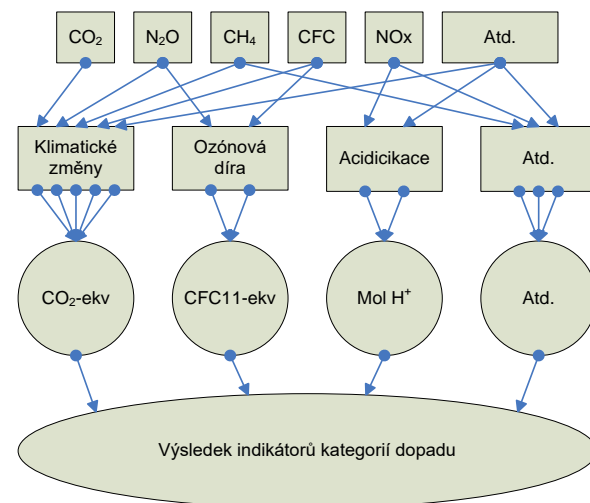 CO₂ N₂O CH₄ CFC NOx Atd.
Klimatické
změny
Ozónová
díra
Acidicikace
Atd.
CO₂-ekv CFC11-ekv Mol H⁺ Atd.
Výsledek indikátorů kategorií dopadu